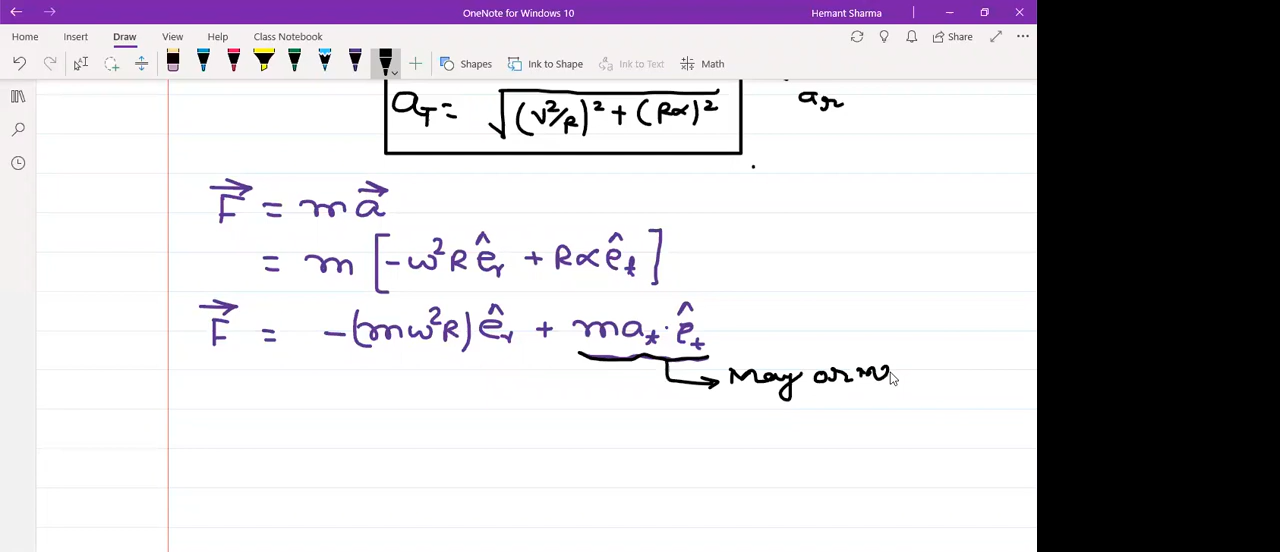 OneNote for Windows 10
Hemant Sharma
Home Insert Draw View Help Class Notebook
Share
Shapes Ink to Shape Ink to Text Math
a_T = √((V²/R)² + (Rα)²)
a_r
F⃗ = m a⃗
= m [-ω²R ê_r + Rα ê_t]
F⃗ = -(mω²R) ê_r + ma_t · ê_t
May or